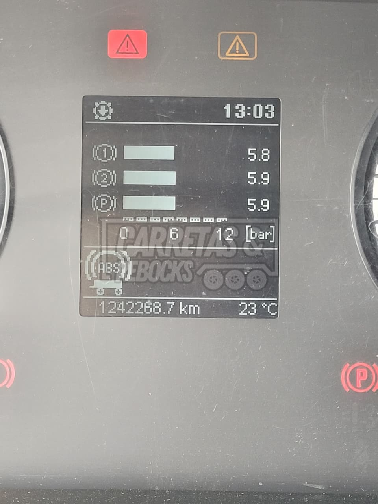 13:03
1 5.8
2 5.9
P 5.9
0 6 12 [bar]
CARRETAS &
REBOCKS
ABS
1242268.7 km 23 °C
P